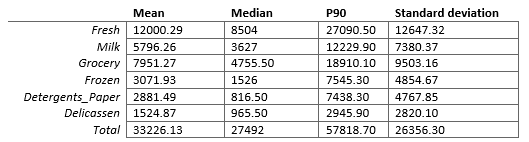 Mean Median P90 Standard deviation
Fresh 12000.29 8504 27090.50 12647.32
Milk 5796.26 3627 12229.90 7380.37
Grocery 7951.27 4755.50 18910.10 9503.16
Frozen 3071.93 1526 7545.30 4854.67
Detergents_Paper 2881.49 816.50 7438.30 4767.85
Delicassen 1524.87 965.50 2945.90 2820.10
Total 33226.13 27492 57818.70 26356.30